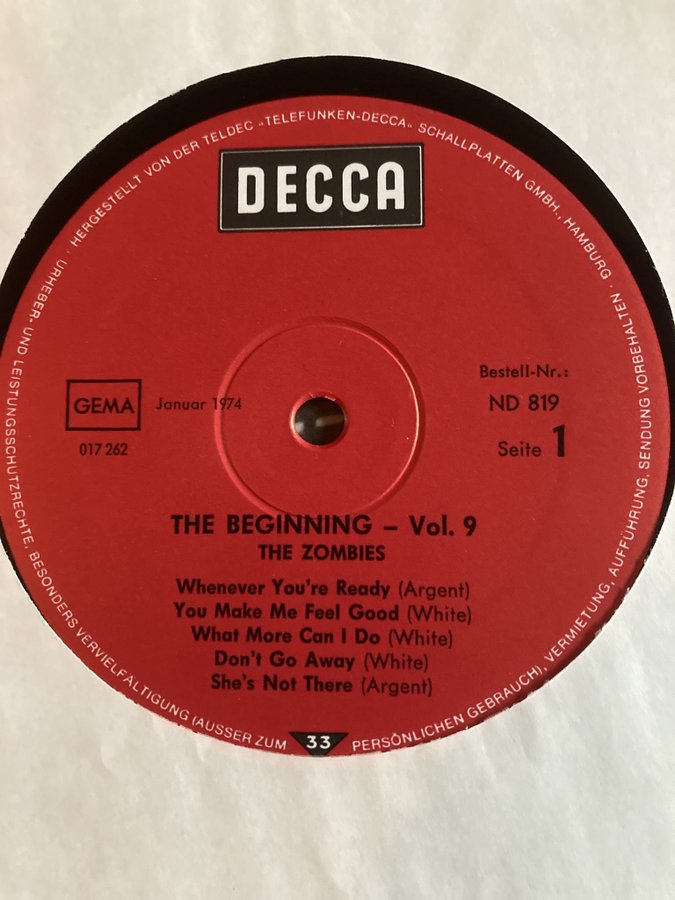 HERGESTELLT VON DER TELDEC »TELEFUNKEN-DECCA« SCHALLPLATTEN GMBH., HAMBURG · URHEBER- UND LEISTUNGSSCHUTZRECHTE, BESONDERS VERVIELFÄLTIGUNG (AUSSER ZUM PERSÖNLICHEN GEBRAUCH), VERMIETUNG, AUFFÜHRUNG, SENDUNG VORBEHALTEN ·
DECCA
GEMA
017 262
Januar 1974
Bestell-Nr.:
ND 819
Seite 1
THE BEGINNING – Vol. 9
THE ZOMBIES
Whenever You're Ready (Argent)
You Make Me Feel Good (White)
What More Can I Do (White)
Don't Go Away (White)
She's Not There (Argent)
33